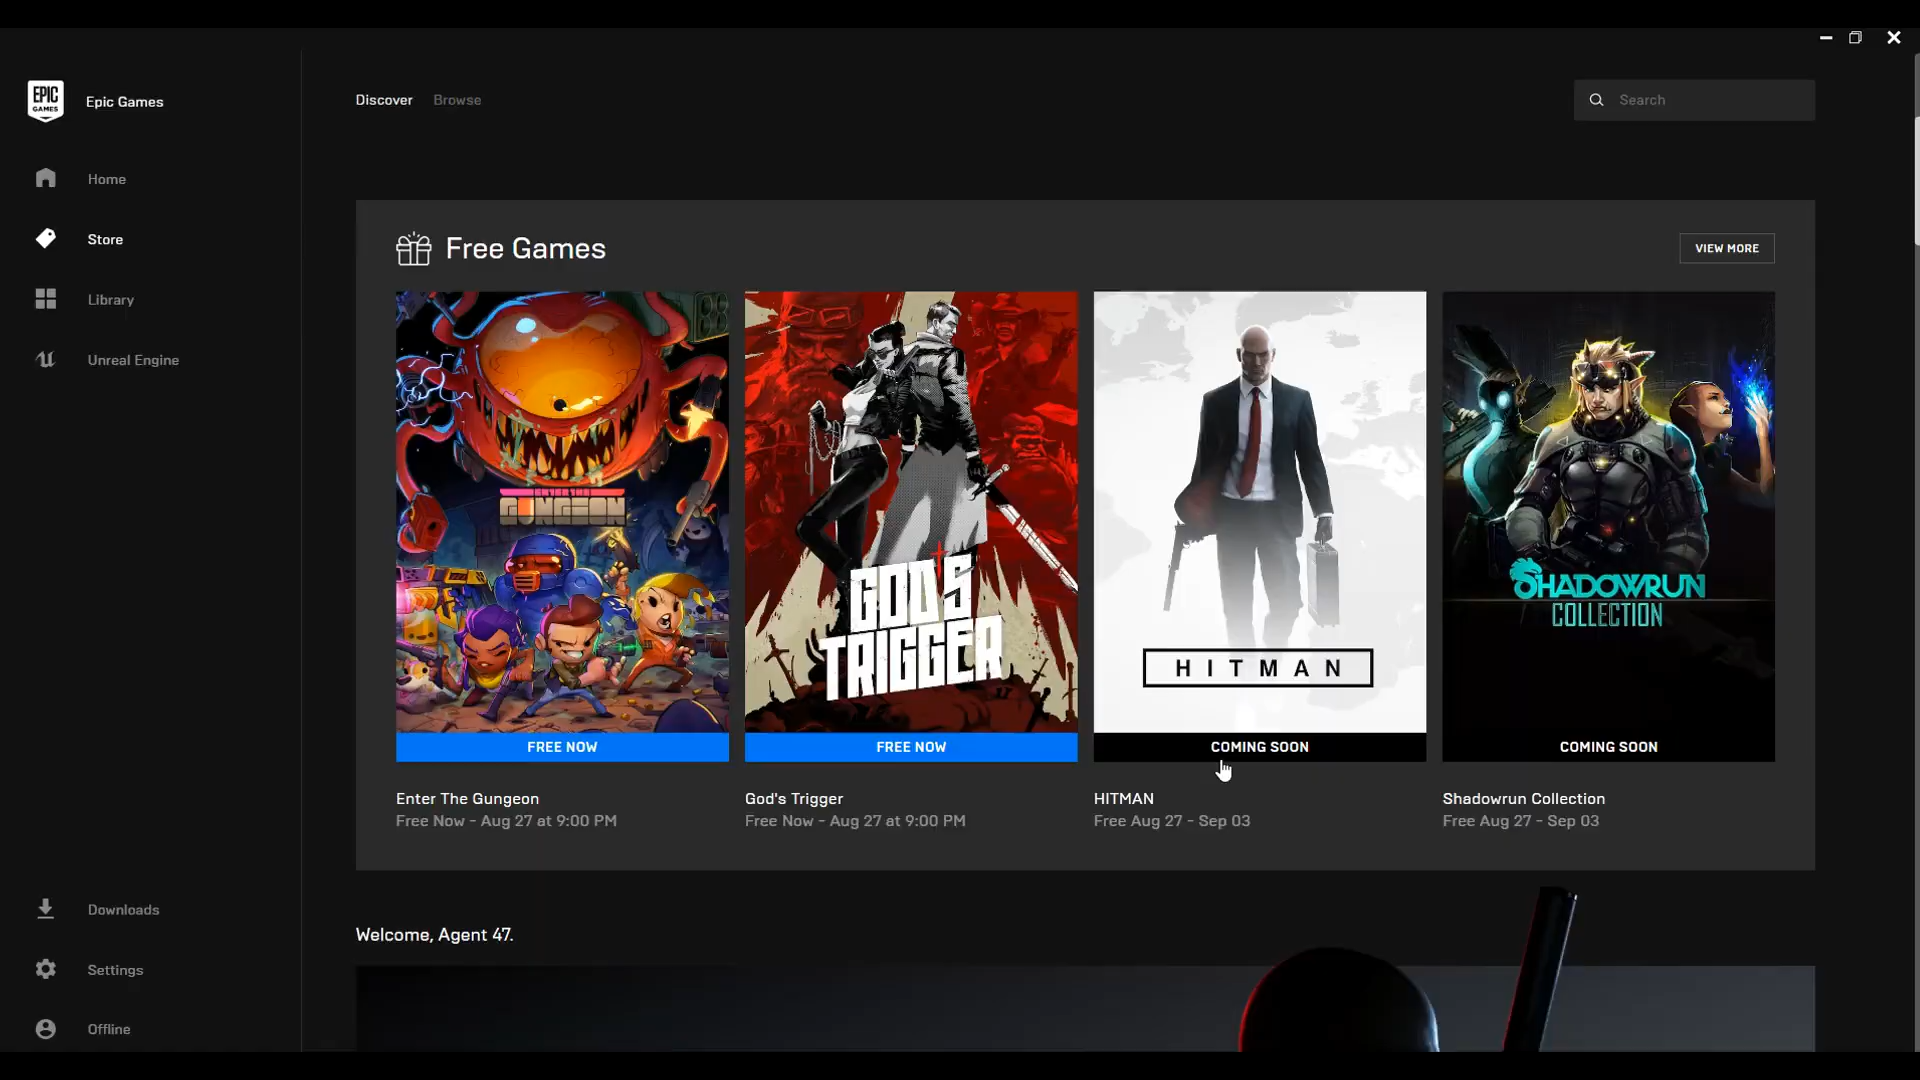 EPIC
GAMES
Epic Games
Discover
Browse
Search
Home
Store
Library
Unreal Engine
Free Games
VIEW MORE
ENTER THE
GUNGEON
GOD'S
TRIGGER
HITMAN
SHADOWRUN
COLLECTION
FREE NOW
FREE NOW
COMING SOON
COMING SOON
Enter The Gungeon
Free Now - Aug 27 at 9:00 PM
God's Trigger
Free Now - Aug 27 at 9:00 PM
HITMAN
Free Aug 27 - Sep 03
Shadowrun Collection
Free Aug 27 - Sep 03
Welcome, Agent 47.
Downloads
Settings
Offline